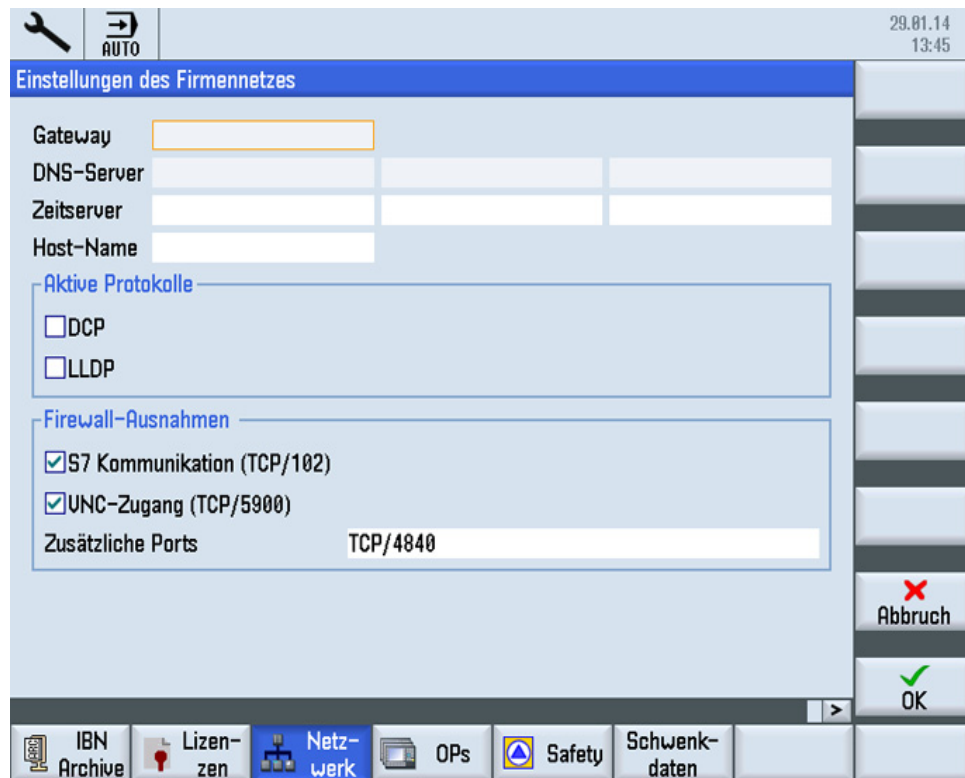 AUTO
29.01.14
13:45
Einstellungen des Firmennetzes
Gateway
DNS-Server
Zeitserver
Host-Name
Aktive Protokolle
DCP
LLDP
Firewall-Ausnahmen
S7 Kommunikation (TCP/102)
VNC-Zugang (TCP/5900)
Zusätzliche Ports TCP/4840
Abbruch
OK
>
IBN
Archive
Lizen-
zen
Netz-
werk
OPs
Safety
Schwenk-
daten